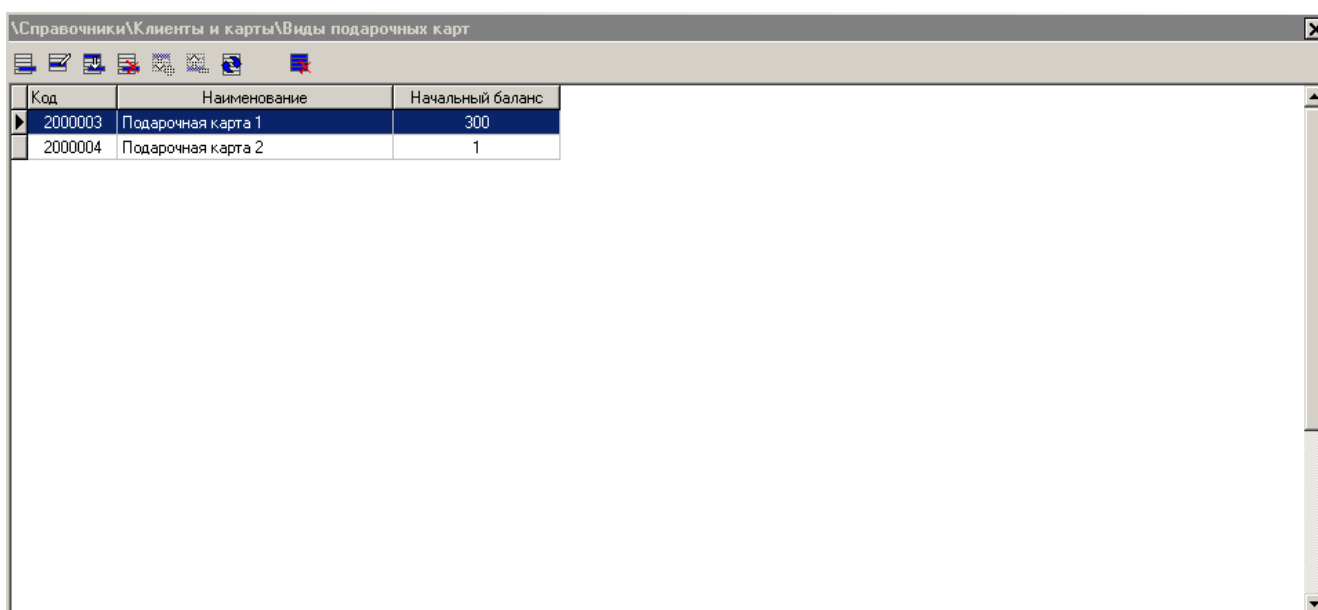 \Справочники\Клиенты и карты\Виды подарочных карт
Код Наименование Начальный баланс
2000003 Подарочная карта 1 300
2000004 Подарочная карта 2 1